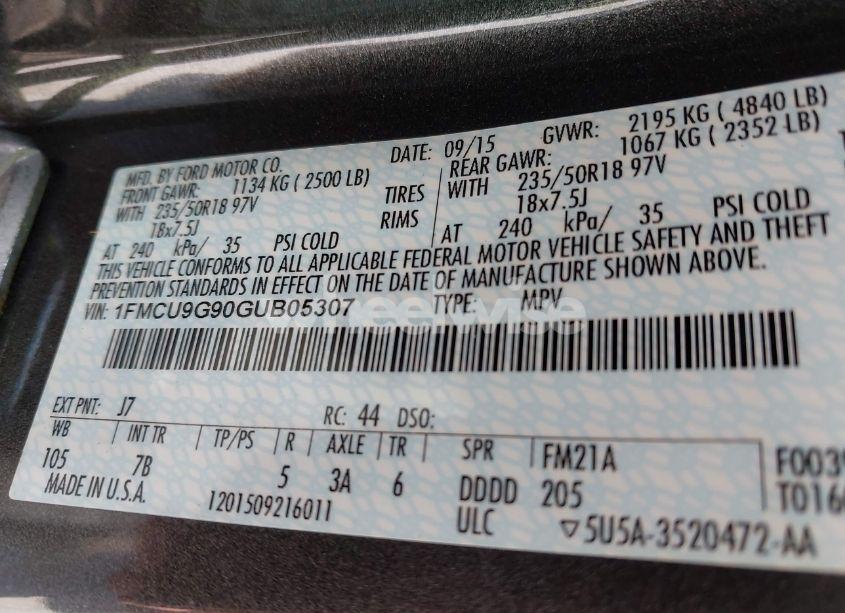 MFD. BY FORD MOTOR CO. DATE: 09/15 GVWR: 2195 KG ( 4840 LB)
FRONT GAWR: 1134 KG ( 2500 LB) REAR GAWR: 1067 KG ( 2352 LB)
WITH 235/50R18 97V TIRES WITH 235/50R18 97V
18x7.5J RIMS 18x7.5J
AT 240 kPa/ 35 PSI COLD AT 240 kPa/ 35 PSI COLD
THIS VEHICLE CONFORMS TO ALL APPLICABLE FEDERAL MOTOR VEHICLE SAFETY AND THEFT
PREVENTION STANDARDS IN EFFECT ON THE DATE OF MANUFACTURE SHOWN ABOVE.
VIN: 1FMCU9G90GUB05307 TYPE: MPV
wheelwise
EXT PNT: J7 RC: 44 DSO:
WB INT TR TP/PS R AXLE TR SPR FM21A
105 7B 5 3A 6 DDDD 205
MADE IN U.S.A. 1201509216011 ULC 5U5A-3520472-AA